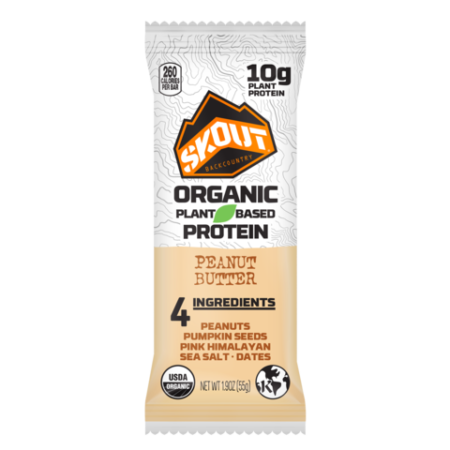 260
CALORIES
PER BAR
10g
PLANT
PROTEIN
SKOUT
BACKCOUNTRY
ORGANIC
PLANT BASED
PROTEIN
PEANUT
BUTTER
4 INGREDIENTS
PEANUTS
PUMPKIN SEEDS
PINK HIMALAYAN
SEA SALT · DATES
USDA
ORGANIC
NET WT 1.9OZ (55g)
K